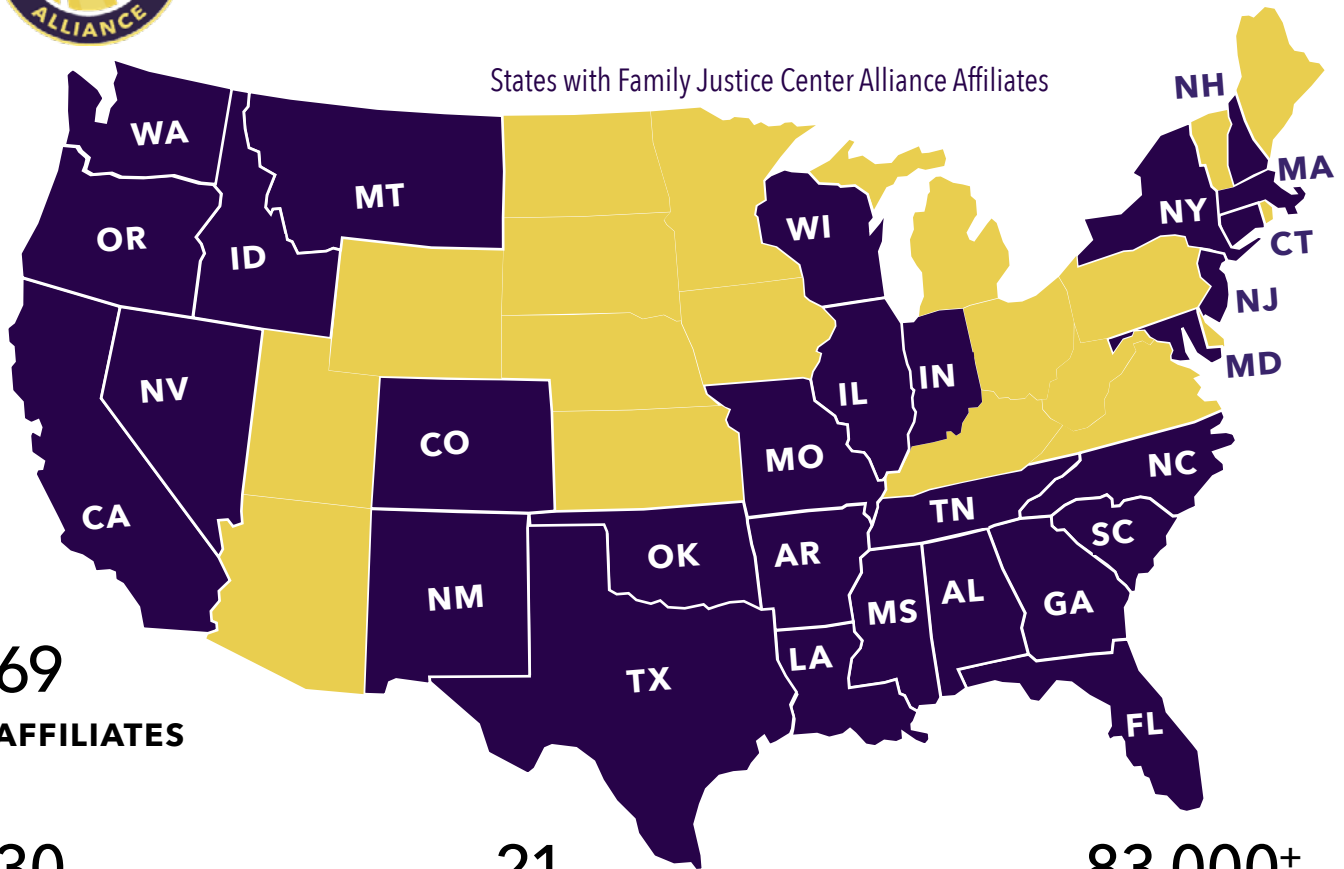 ALLIANCE
States with Family Justice Center Alliance Affiliates
NH
WA
MA
MT
NY
WI
OR
CT
ID
NJ
MD
IN
NV
IL
CO
MO
NC
CA
TN
SC
OK
AR
AL
NM
GA
MS
LA
69
TX
FL
AFFILIATES
30
21
83,000+